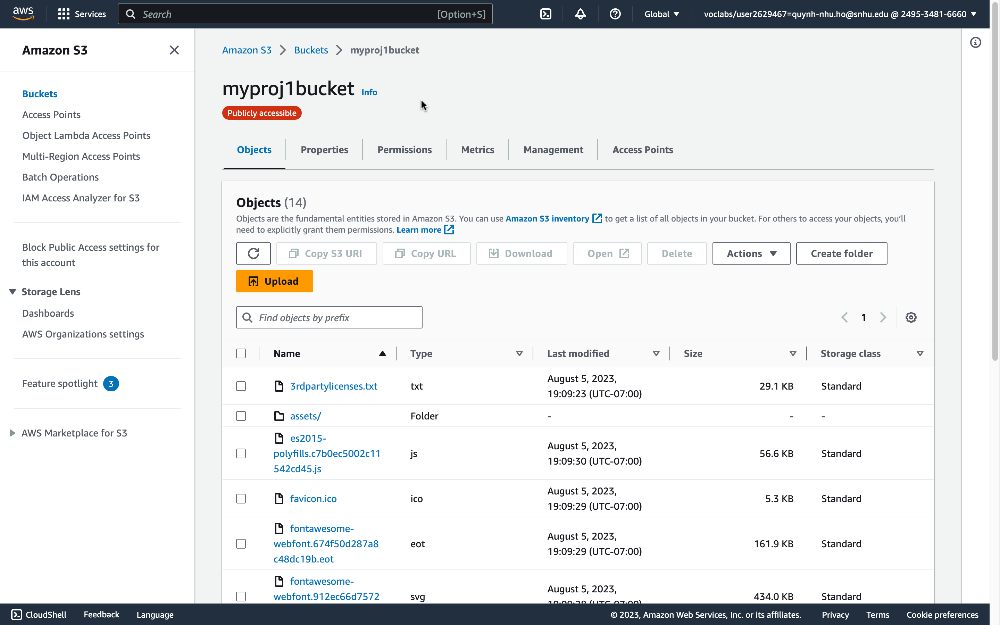 aws
Services
Search
[Option+S]
Global
voclabs/user2629467=quynh-nhu.ho@snhu.edu @ 2495-3481-6660
Amazon S3
Buckets
Access Points
Object Lambda Access Points
Multi-Region Access Points
Batch Operations
IAM Access Analyzer for S3
Block Public Access settings for
this account
Storage Lens
Dashboards
AWS Organizations settings
Feature spotlight 3
AWS Marketplace for S3
Amazon S3 > Buckets > myproj1bucket
myproj1bucket Info
Publicly accessible
Objects
Properties
Permissions
Metrics
Management
Access Points
Objects (14)
Objects are the fundamental entities stored in Amazon S3. You can use Amazon S3 inventory to get a list of all objects in your bucket. For others to access your objects, you'll
need to explicitly grant them permissions. Learn more
Copy S3 URI
Copy URL
Download
Open
Delete
Actions
Create folder
Upload
Find objects by prefix
1
Name
Type
Last modified
Size
Storage class
3rdpartylicenses.txt
txt
August 5, 2023,
19:09:23 (UTC-07:00)
29.1 KB
Standard
assets/
Folder
-
-
-
es2015-
polyfills.c7b0ec5002c11
542cd45.js
js
August 5, 2023,
19:09:30 (UTC-07:00)
56.6 KB
Standard
favicon.ico
ico
August 5, 2023,
19:09:29 (UTC-07:00)
5.3 KB
Standard
fontawesome-
webfont.674f50d287a8
c48dc19b.eot
eot
August 5, 2023,
19:09:29 (UTC-07:00)
161.9 KB
Standard
fontawesome-
webfont.912ec66d7572
svg
August 5, 2023,
19:09:28 (UTC-07:00)
434.0 KB
Standard
CloudShell
Feedback
Language
© 2023, Amazon Web Services, Inc. or its affiliates.
Privacy
Terms
Cookie preferences